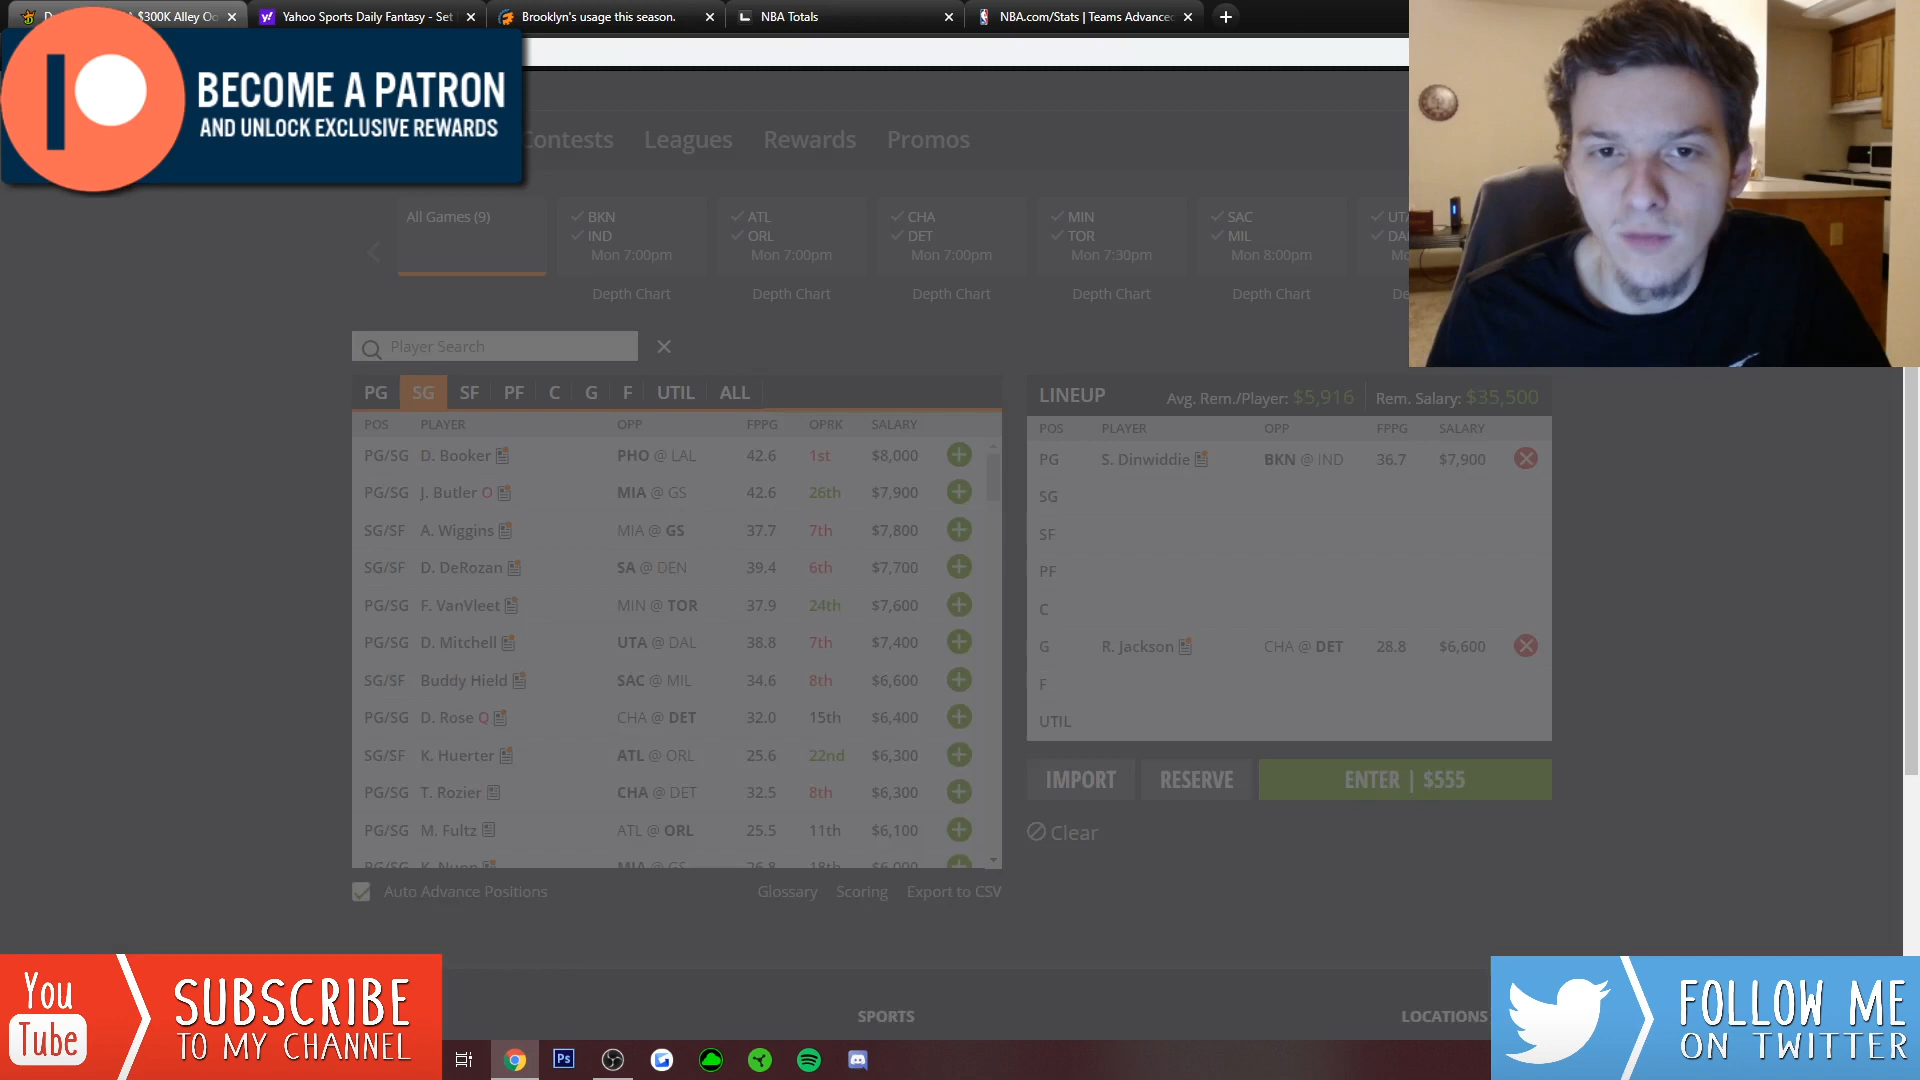 $300K Alley Oo
Yahoo Sports Daily Fantasy - Set
Brooklyn's usage this season.
NBA Totals
NBA.com/Stats | Teams Advanced
BECOME A PATRON
AND UNLOCK EXCLUSIVE REWARDS
Contests Leagues Rewards Promos
All Games (9)
BKN
IND
Mon 7:00pm
Depth Chart
ATL
ORL
Mon 7:00pm
Depth Chart
CHA
DET
Mon 7:00pm
Depth Chart
MIN
TOR
Mon 7:30pm
Depth Chart
SAC
MIL
Mon 8:00pm
Depth Chart
Player Search
PG SG SF PF C G F UTIL ALL
POS PLAYER OPP FPPG OPRK SALARY
PG/SG D. Booker PHO @ LAL 42.6 1st $8,000
PG/SG J. Butler Q MIA @ GS 42.6 26th $7,900
SG/SF A. Wiggins MIA @ GS 37.7 7th $7,800
SG/SF D. DeRozan SA @ DEN 39.4 6th $7,700
PG/SG F. VanVleet MIN @ TOR 37.9 24th $7,600
PG/SG D. Mitchell UTA @ DAL 38.8 7th $7,400
SG/SF Buddy Hield SAC @ MIL 34.6 8th $6,600
PG/SG D. Rose Q CHA @ DET 32.0 15th $6,400
SG/SF K. Huerter ATL @ ORL 25.6 22nd $6,300
PG/SG T. Rozier CHA @ DET 32.5 8th $6,300
PG/SG M. Fultz ATL @ ORL 25.5 11th $6,100
PG/SG K. Nunn MIA @ GS 26.8 18th $6,000
Auto Advance Positions Glossary Scoring Export to CSV
LINEUP Avg. Rem./Player: $5,916 Rem. Salary: $35,500
POS PLAYER OPP FPPG SALARY
PG S. Dinwiddie BKN @ IND 36.7 $7,900
SG
SF
PF
C
G R. Jackson CHA @ DET 28.8 $6,600
F
UTIL
IMPORT RESERVE ENTER | $555
Clear
SPORTS LOCATIONS
You
Tube
SUBSCRIBE
TO MY CHANNEL
Ps
FOLLOW ME
ON TWITTER